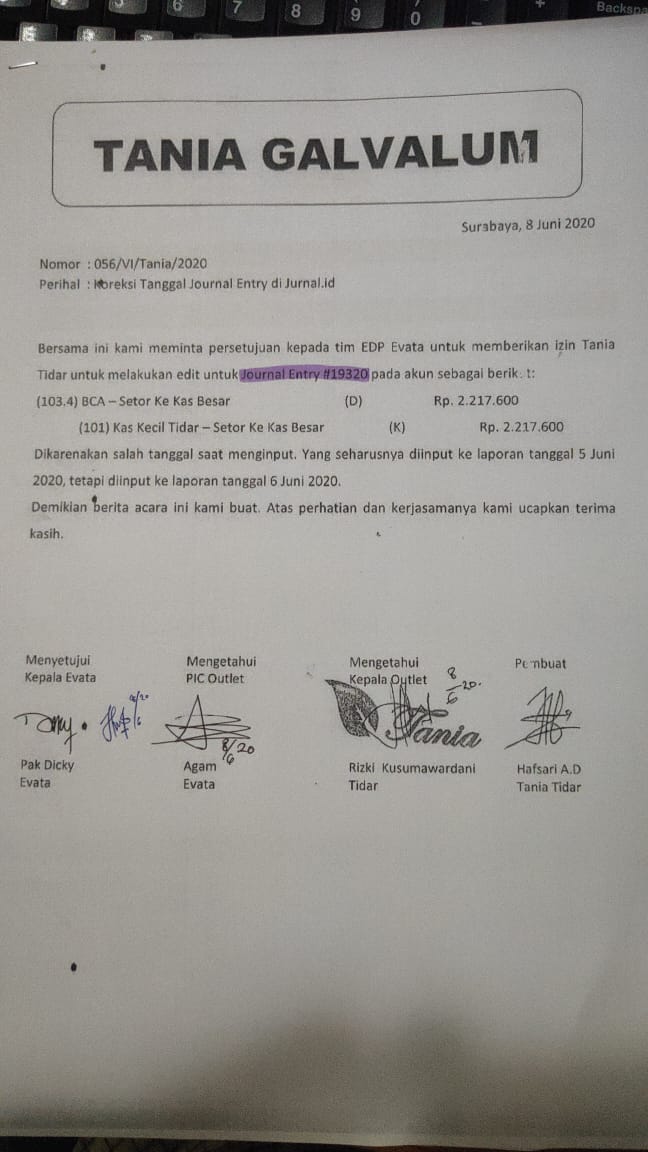 6 7 8 9 0 Backspa
TANIA GALVALUM
Surabaya, 8 Juni 2020
Nomor : 056/VI/Tania/2020
Perihal : Koreksi Tanggal Journal Entry di Jurnal.id
Bersama ini kami meminta persetujuan kepada tim EDP Evata untuk memberikan izin Tania
Tidar untuk melakukan edit untuk Journal Entry #19320 pada akun sebagai berikut:
(103.4) BCA – Setor Ke Kas Besar (D) Rp. 2.217.600
(101) Kas Kecil Tidar – Setor Ke Kas Besar (K) Rp. 2.217.600
Dikarenakan salah tanggal saat menginput. Yang seharusnya diinput ke laporan tanggal 5 Juni
2020, tetapi diinput ke laporan tanggal 6 Juni 2020.
Demikian berita acara ini kami buat. Atas perhatian dan kerjasamanya kami ucapkan terima
kasih.
Menyetujui Mengetahui Mengetahui Pembuat
Kepala Evata PIC Outlet Kepala Outlet
8/6-20.
8/6/20
Tania
Pak Dicky Agam Rizki Kusumawardani Hafsari A.D
Evata Evata Tidar Tania Tidar